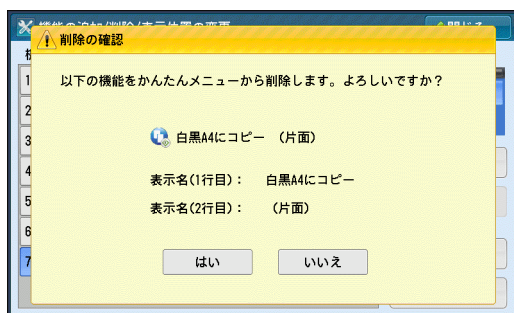 機能の追加/削除/表示位置の変更
閉じる
削除の確認
1
以下の機能をかんたんメニューから削除します。よろしいですか？
2
3
白黒A4にコピー （片面）
4
表示名(1行目)： 白黒A4にコピー
5
表示名(2行目)： （片面）
6
7
はい
いいえ